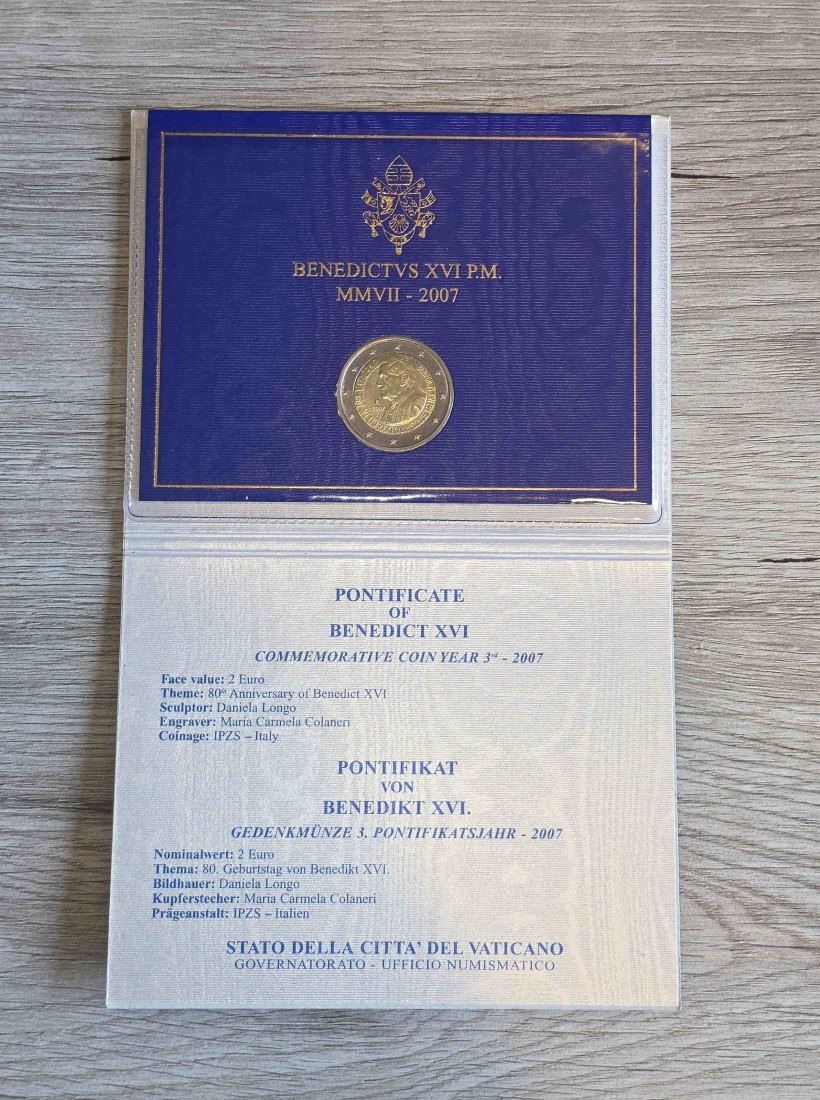 BENEDICTVS XVI P.M.
MMVII - 2007
PONTIFICATE
OF
BENEDICT XVI
COMMEMORATIVE COIN YEAR 3rd - 2007
Face value: 2 Euro
Theme: 80th Anniversary of Benedict XVI
Sculptor: Daniela Longo
Engraver: Maria Carmela Colaneri
Coinage: IPZS – Italy
PONTIFIKAT
VON
BENEDIKT XVI.
GEDENKMÜNZE 3. PONTIFIKATSJAHR - 2007
Nominalwert: 2 Euro
Thema: 80. Geburtstag von Benedikt XVI.
Bildhauer: Daniela Longo
Kupferstecher: Maria Carmela Colaneri
Prägeanstalt: IPZS – Italien
STATO DELLA CITTA' DEL VATICANO
GOVERNATORATO - UFFICIO NUMISMATICO